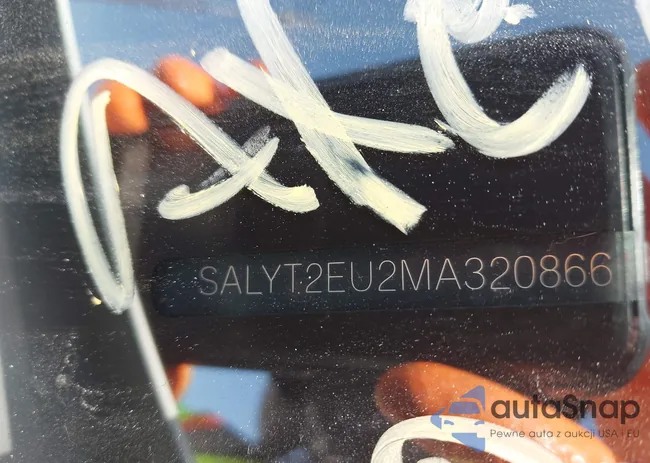 SALYT2EU2MA320866
autaSnap
Pewne auta z aukcji USA i EU